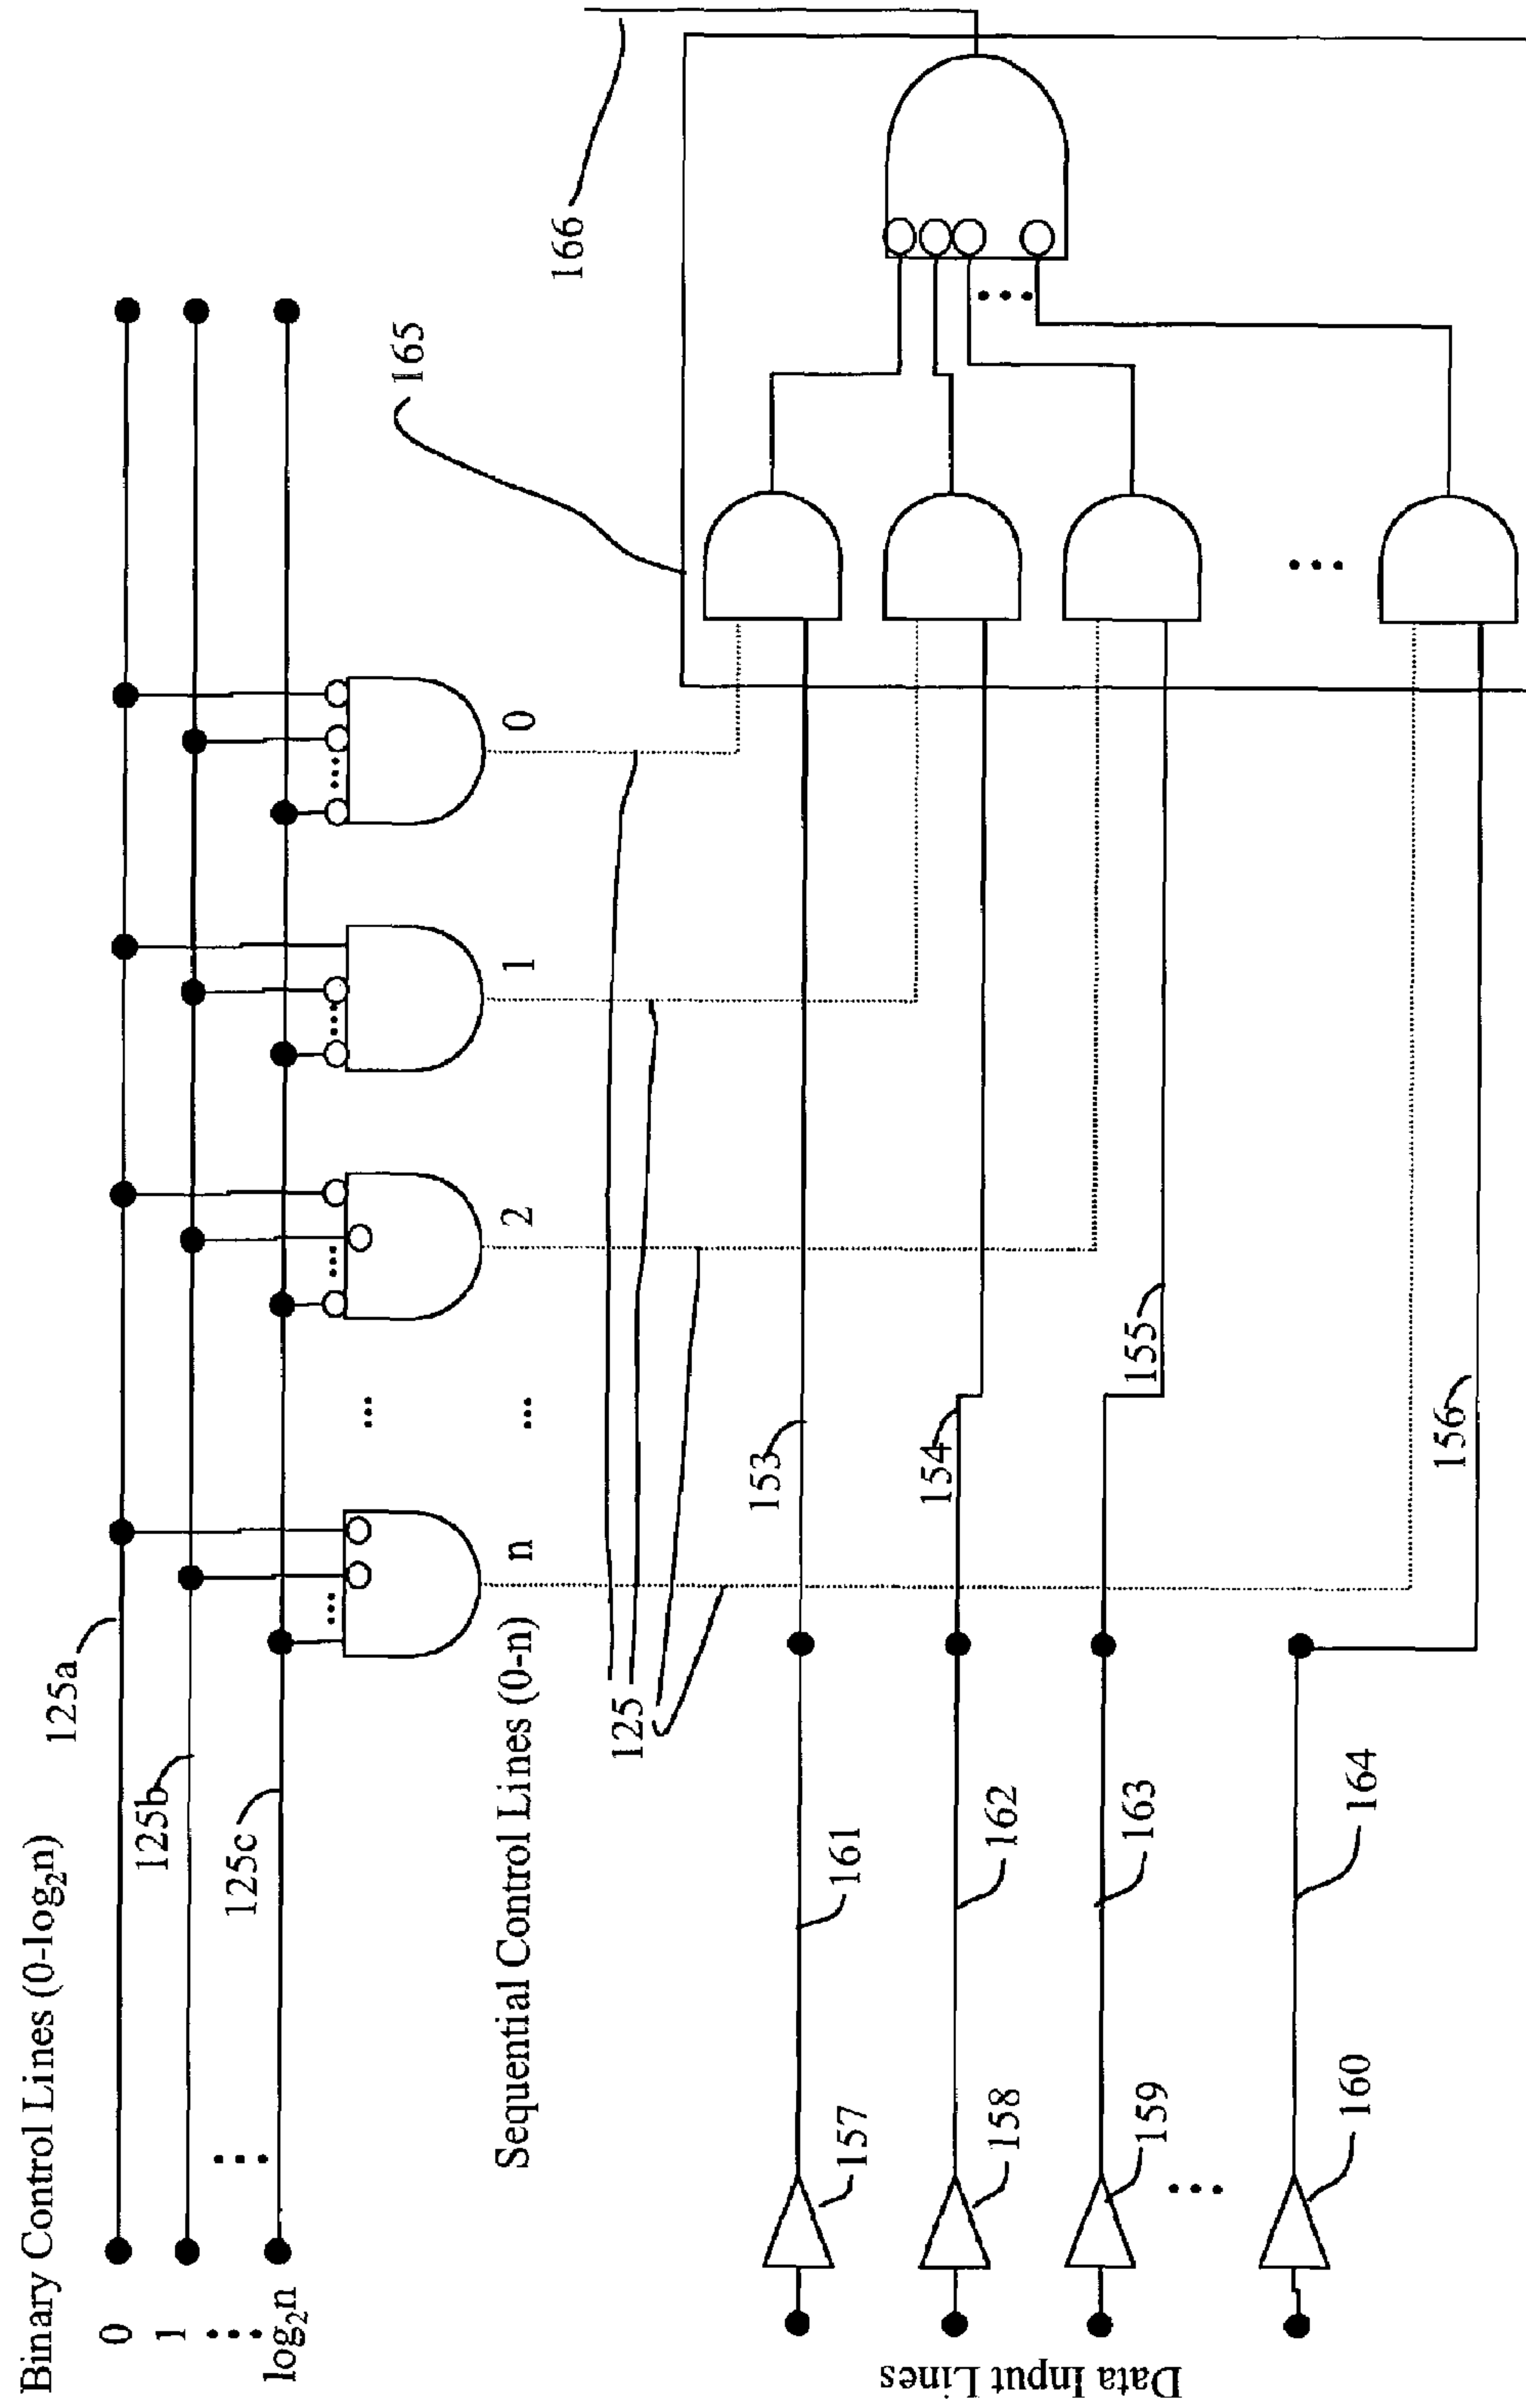 Binary Control Lines (0-log₂n)
0
1
log₂n
125a
125b
125c
n
...
2
1
0
Sequential Control Lines (0-n)
125
165
166
153
154
155
156
161
162
163
164
157
158
159
160
Data Input Lines